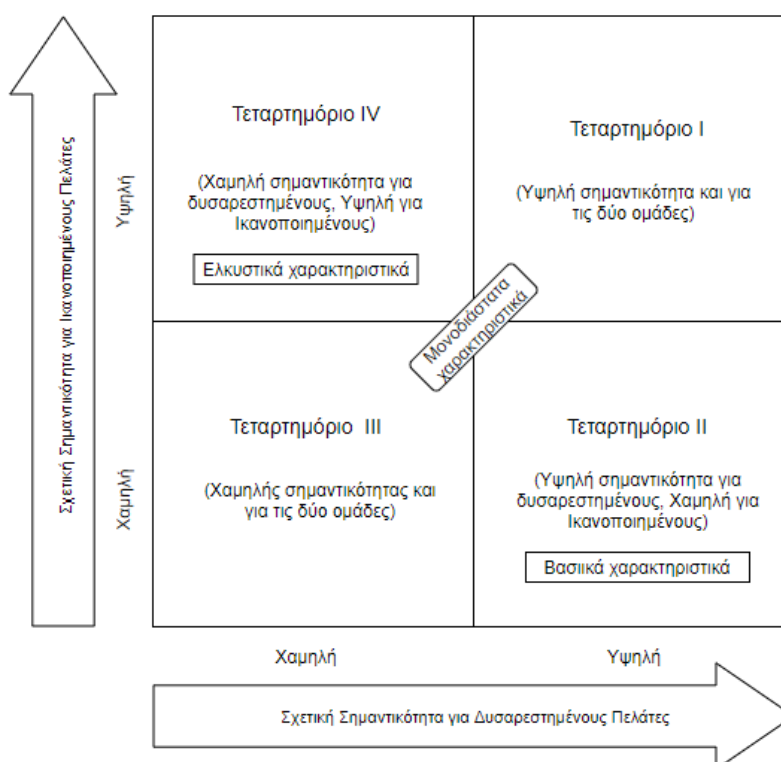 Σχετική Σημαντικότητα για Ικανοποιημένους Πελάτες
Υψηλή
Χαμηλή
Τεταρτημόριο IV
(Χαμηλή σημαντικότητα για
δυσαρεστημένους, Υψηλή για
Ικανοποιημένους)
Ελκυστικά χαρακτηριστικά
Τεταρτημόριο I
(Υψηλή σημαντικότητα και για
τις δύο ομάδες)
Μονοδιάστατα
χαρακτηριστικά
Τεταρτημόριο III
(Χαμηλής σημαντικότητας και
για τις δύο ομάδες)
Τεταρτημόριο II
(Υψηλή σημαντικότητα για
δυσαρεστημένους, Χαμηλή για
Ικανοποιημένους)
Βασιικά χαρακτηριστικά
Χαμηλή
Υψηλή
Σχετική Σημαντικότητα για Δυσαρεστημένους Πελάτες